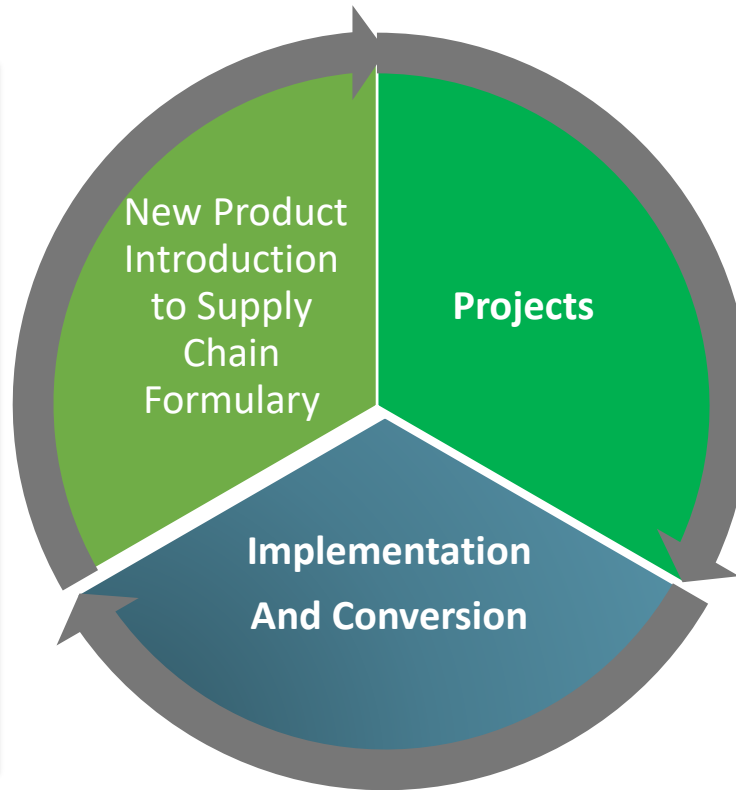 New Product
Introduction
to Supply
Chain
Formulary
Projects
Implementation
And Conversion